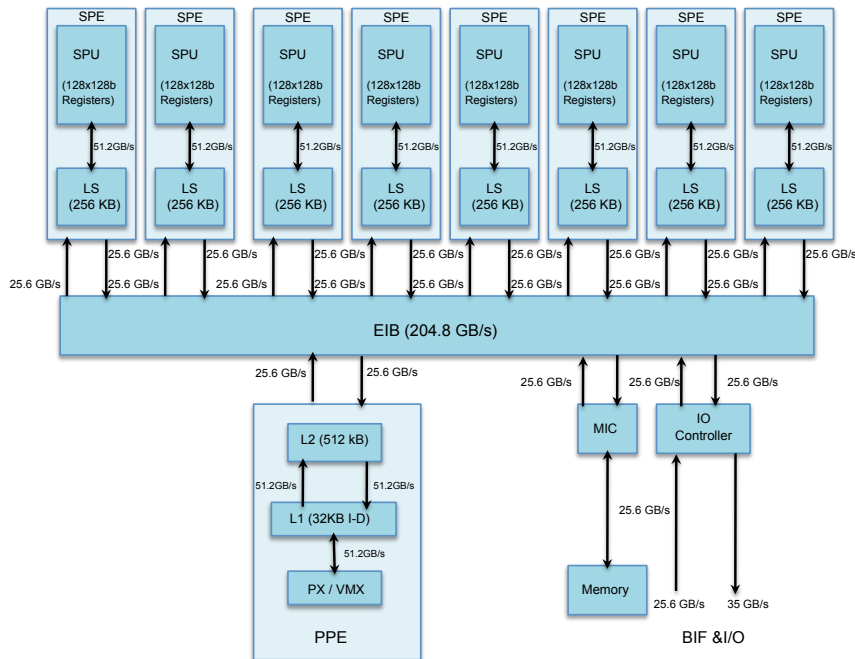 SPE SPE SPE SPE SPE SPE SPE SPE
SPU SPU SPU SPU SPU SPU SPU SPU
(128x128b (128x128b (128x128b (128x128b (128x128b (128x128b (128x128b (128x128b
Registers) Registers) Registers) Registers) Registers) Registers) Registers) Registers)
51.2GB/s 51.2GB/s 51.2GB/s 51.2GB/s 51.2GB/s 51.2GB/s 51.2GB/s 51.2GB/s
LS LS LS LS LS LS LS LS
(256 KB) (256 KB) (256 KB) (256 KB) (256 KB) (256 KB) (256 KB) (256 KB)
25.6 GB/s 25.6 GB/s 25.6 GB/s 25.6 GB/s 25.6 GB/s 25.6 GB/s 25.6 GB/s 25.6 GB/s
25.6 GB/s 25.6 GB/s 25.6 GB/s 25.6 GB/s 25.6 GB/s 25.6 GB/s 25.6 GB/s 25.6 GB/s
EIB (204.8 GB/s)
25.6 GB/s 25.6 GB/s 25.6 GB/s 25.6 GB/s 25.6 GB/s
L2 (512 kB)
51.2GB/s 51.2GB/s
L1 (32KB I-D)
51.2GB/s
PX / VMX
PPE
MIC
IO
Controller
25.6 GB/s
Memory
25.6 GB/s 35 GB/s
BIF &I/O